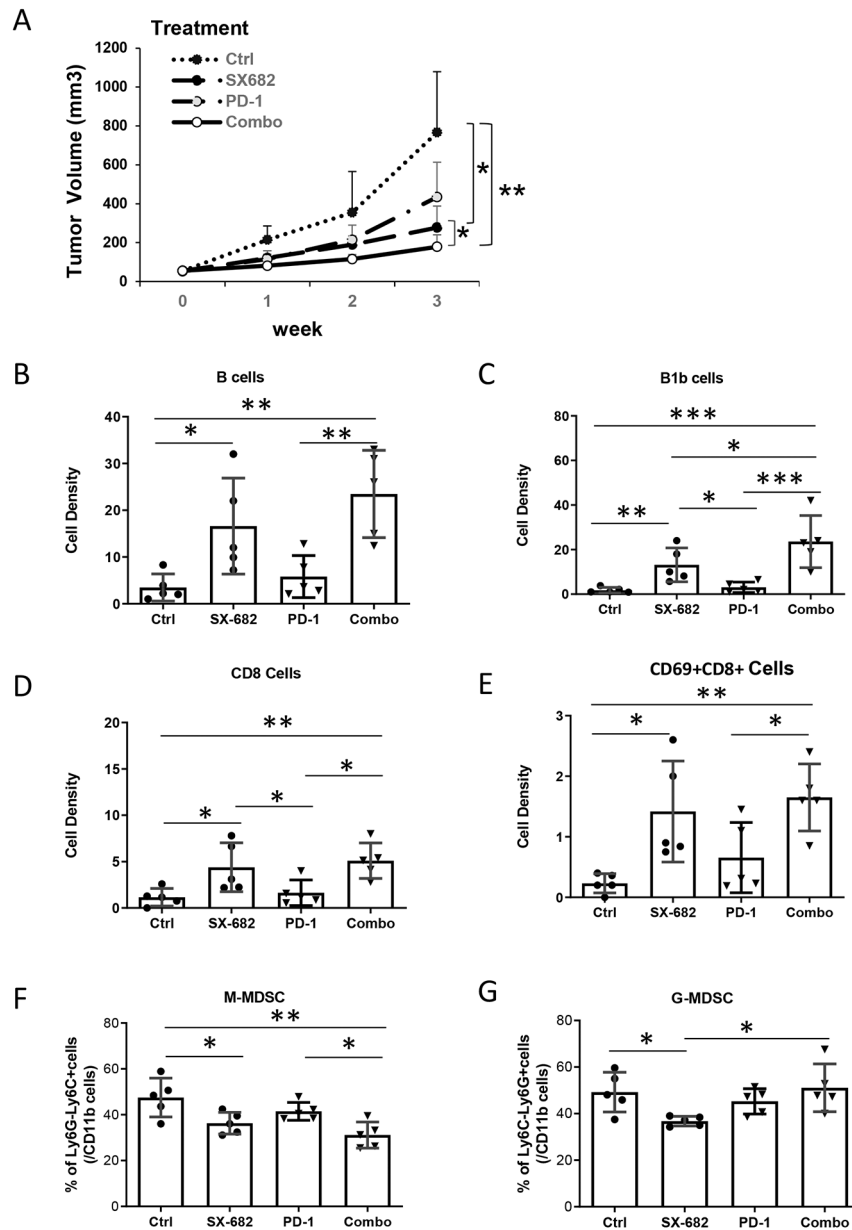 A
Treatment
Ctrl
SX682
PD-1
Combo
Tumor Volume (mm3)
1200
1000
800
600
400
200
0
*
**
*
0 1 2 3
week
B
B cells
Cell Density
40
30
20
10
0
**
* **
Ctrl SX-682 PD-1 Combo
C
B1b cells
Cell Density
80
60
40
20
0
***
*
** * ***
Ctrl SX-682 PD-1 Combo
D
CD8 Cells
Cell Density
20
15
10
5
0
**
*
* *
Ctrl SX-682 PD-1 Combo
E
CD69+CD8+ Cells
Cell Density
3
2
1
0
**
* *
Ctrl SX-682 PD-1 Combo
F
M-MDSC
% of Ly6G-Ly6C+cells
(/CD11b cells)
80
60
40
20
0
**
* *
Ctrl SX-682 PD-1 Combo
G
G-MDSC
% of Ly6C-Ly6G+cells
(/CD11b cells)
80
60
40
20
0
* *
Ctrl SX-682 PD-1 Combo